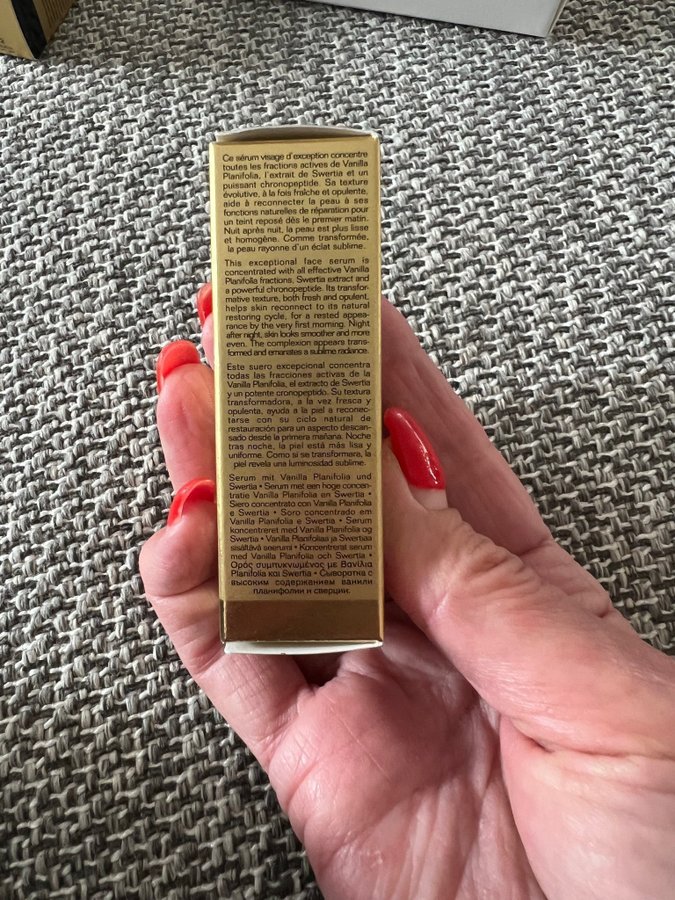 Ce sérum visage d'exception concentre
toutes les fractions actives de Vanilla
Planifolia, l'extrait de Swertia et un
puissant chronopeptide. Sa texture
évolutive, à la fois fraîche et opulente,
aide à reconnecter la peau à ses
fonctions naturelles de réparation pour
un teint reposé dès le premier matin.
Nuit après nuit, la peau est plus lisse
et homogène. Comme transformée,
la peau rayonne d'un éclat sublime.
This exceptional face serum is
concentrated with all effective Vanilla
Planifolia fractions, Swertia extract and
a powerful chronopeptide. Its transfor-
mative texture, both fresh and opulent,
helps skin reconnect to its natural
restoring cycle, for a rested appea-
rance by the very first morning. Night
after night, skin looks smoother and more
even. The complexion appears trans-
formed and emanates a sublime radiance.
Este suero excepcional concentra
todas las fracciones activas de la
Vanilla Planifolia, el extracto de Swertia
y un potente cronopeptido. Su textura
transformadora, a la vez fresca y
opulenta, ayuda a la piel a reconec-
tarse con su ciclo natural de
restauración para un aspecto descan-
sado desde la primera mañana. Noche
tras noche, la piel está más lisa y
uniforme. Como si se transformara, la
piel revela una luminosidad sublime.
Serum mit Vanilla Planifolia und
Swertia • Serum met een hoge concen-
tratie Vanilla Planifolia en Swertia •
Siero concentrato con Vanilla Planifolia
e Swertia • Soro concentrado em
Vanilla Planifolia e Swertia • Serum
koncentreret med Vanilla Planifolia og
Swertia • Vanilla Planifoliaa ja Swertiaa
sisältävä seerumi • Koncentrerat serum
med Vanilla Planifolia och Swertia •
Ορός συμπυκνωμένος με Βανίλια
Planifolia και Swertia • Сыворотка с
высоким содержанием ванили
планифолии и сверции.